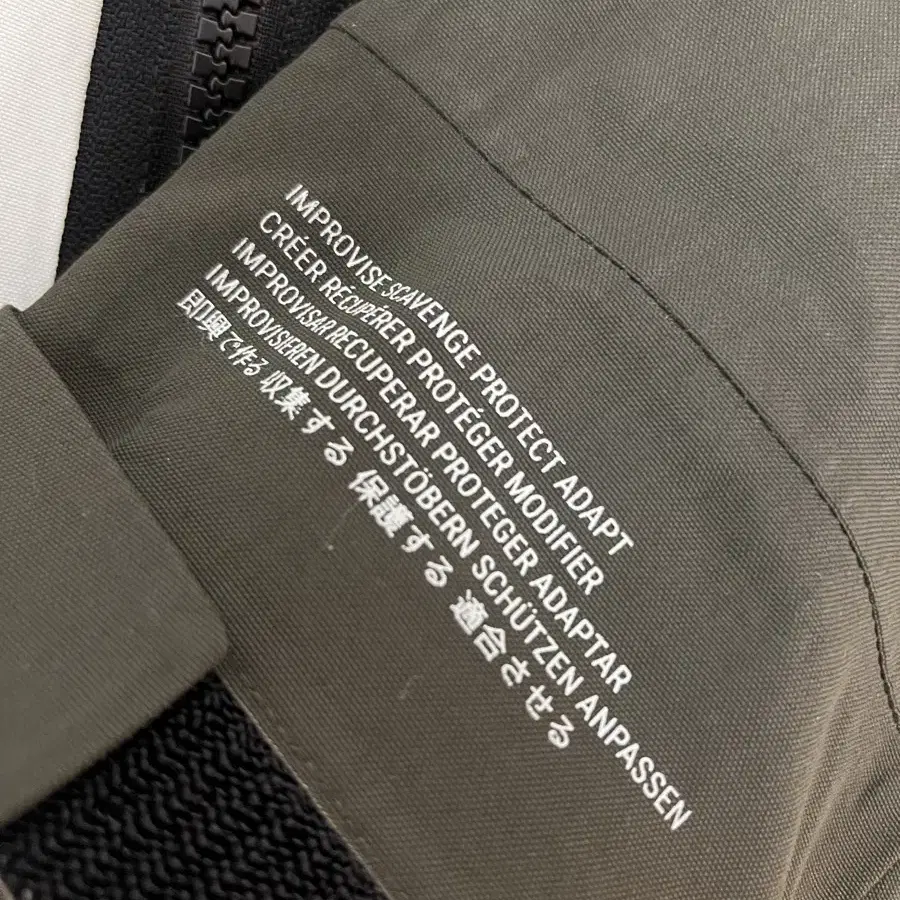 IMPROVISE SCAVENGE PROTECT ADAPT
CRÉER RÉCUPÉRER PROTÉGER MODIFIER
IMPROVISAR RECUPERAR PROTEGER ADAPTAR
IMPROVISIEREN DURCHSTÖBERN SCHÜTZEN ANPASSEN
即興で作る 収集する 保護する 適合させる